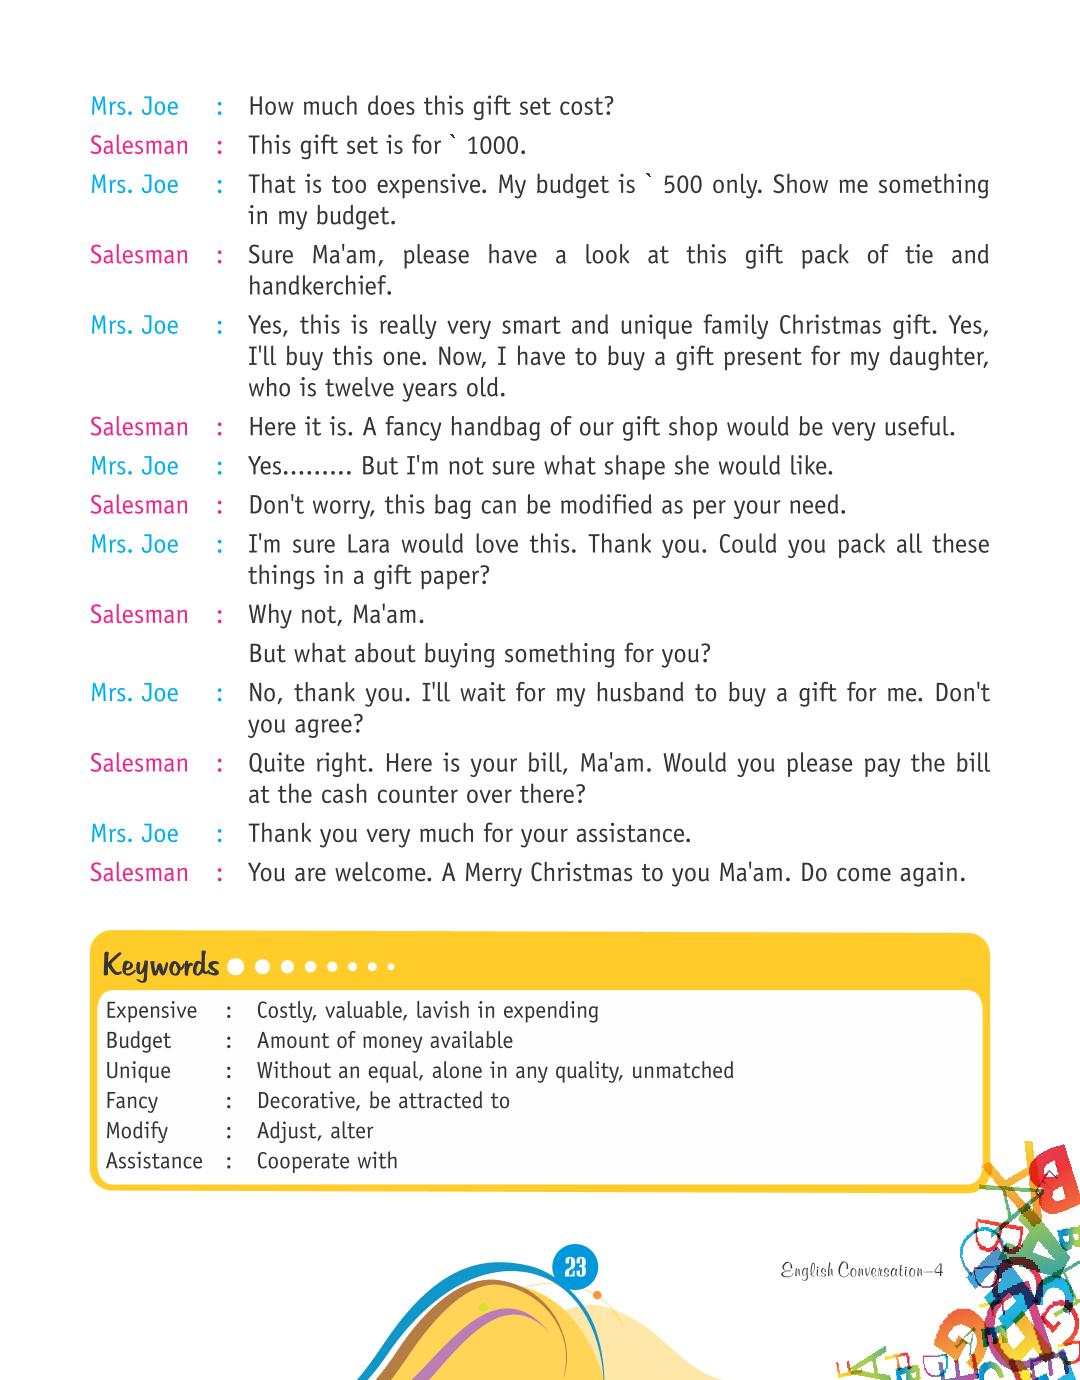 Mrs. Joe : How much does this gift set cost?
Salesman : This gift set is for ` 1000.
Mrs. Joe : That is too expensive. My budget is ` 500 only. Show me something
in my budget.
Salesman : Sure Ma'am, please have a look at this gift pack of tie and
handkerchief.
Mrs. Joe : Yes, this is really very smart and unique family Christmas gift. Yes,
I'll buy this one. Now, I have to buy a gift present for my daughter,
who is twelve years old.
Salesman : Here it is. A fancy handbag of our gift shop would be very useful.
Mrs. Joe : Yes......... But I'm not sure what shape she would like.
Salesman : Don't worry, this bag can be modified as per your need.
Mrs. Joe : I'm sure Lara would love this. Thank you. Could you pack all these
things in a gift paper?
Salesman : Why not, Ma'am.
But what about buying something for you?
Mrs. Joe : No, thank you. I'll wait for my husband to buy a gift for me. Don't
you agree?
Salesman : Quite right. Here is your bill, Ma'am. Would you please pay the bill
at the cash counter over there?
Mrs. Joe : Thank you very much for your assistance.
Salesman : You are welcome. A Merry Christmas to you Ma'am. Do come again.
Keywords
Expensive : Costly, valuable, lavish in expending
Budget : Amount of money available
Unique : Without an equal, alone in any quality, unmatched
Fancy : Decorative, be attracted to
Modify : Adjust, alter
Assistance : Cooperate with
23
English Conversation–4